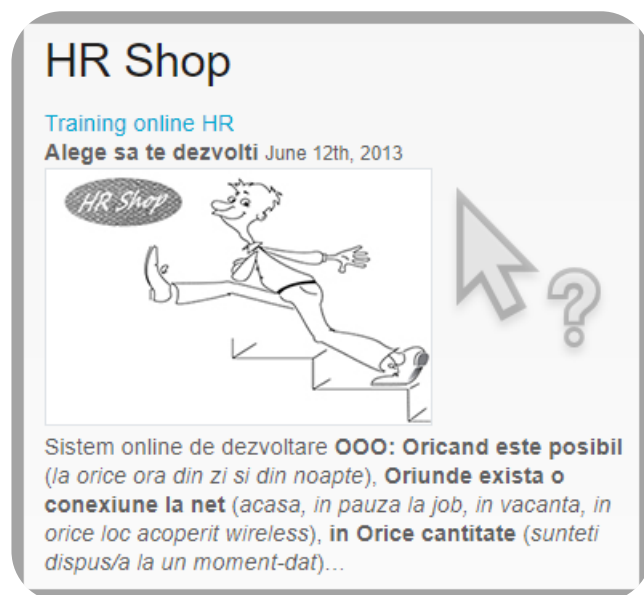 HR Shop
Training online HR
Alege sa te dezvolti June 12th, 2013
HR Shop
?
Sistem online de dezvoltare OOO: Oricand este posibil
(la orice ora din zi si din noapte), Oriunde exista o
conexiune la net (acasa, in pauza la job, in vacanta, in
orice loc acoperit wireless), in Orice cantitate (sunteti
dispus/a la un moment-dat)...